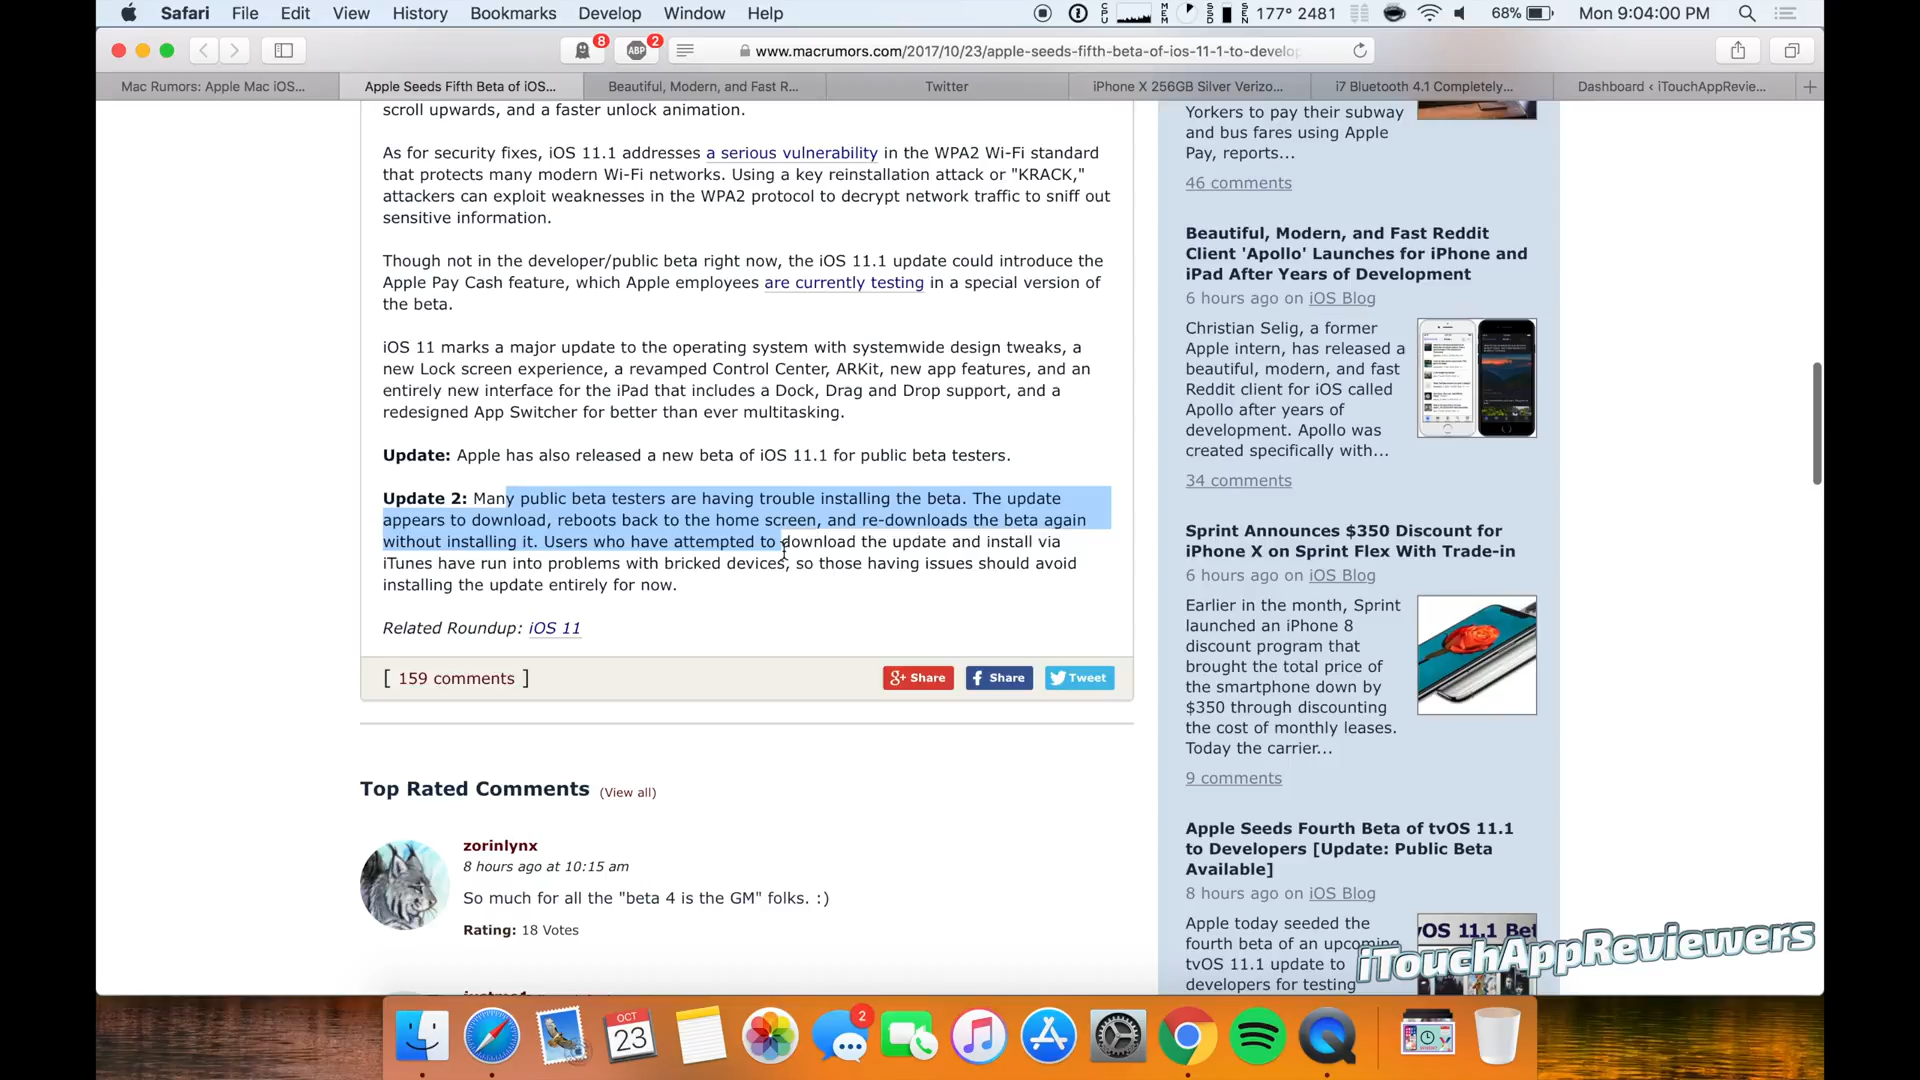 Safari File Edit View History Bookmarks Develop Window Help
CPU MEM SSD SEN 177° 2481 68% Mon 9:04:00 PM
8 ABP 2 www.macrumors.com/2017/10/23/apple-seeds-fifth-beta-of-ios-11-1-to-develop
Mac Rumors: Apple Mac iOS... Apple Seeds Fifth Beta of iOS... Beautiful, Modern, and Fast R... Twitter iPhone X 256GB Silver Verizo... i7 Bluetooth 4.1 Completely... Dashboard ‹ iTouchAppRevie...
scroll upwards, and a faster unlock animation.
As for security fixes, iOS 11.1 addresses a serious vulnerability in the WPA2 Wi-Fi standard
that protects many modern Wi-Fi networks. Using a key reinstallation attack or "KRACK,"
attackers can exploit weaknesses in the WPA2 protocol to decrypt network traffic to sniff out
sensitive information.
Though not in the developer/public beta right now, the iOS 11.1 update could introduce the
Apple Pay Cash feature, which Apple employees are currently testing in a special version of
the beta.
iOS 11 marks a major update to the operating system with systemwide design tweaks, a
new Lock screen experience, a revamped Control Center, ARKit, new app features, and an
entirely new interface for the iPad that includes a Dock, Drag and Drop support, and a
redesigned App Switcher for better than ever multitasking.
Update: Apple has also released a new beta of iOS 11.1 for public beta testers.
Update 2: Many public beta testers are having trouble installing the beta. The update
appears to download, reboots back to the home screen, and re-downloads the beta again
without installing it. Users who have attempted to download the update and install via
iTunes have run into problems with bricked devices, so those having issues should avoid
installing the update entirely for now.
Related Roundup: iOS 11
[ 159 comments ] G+ Share f Share Tweet
Top Rated Comments (View all)
zorinlynx
8 hours ago at 10:15 am
So much for all the "beta 4 is the GM" folks. :)
Rating: 18 Votes
Yorkers to pay their subway
and bus fares using Apple
Pay, reports...
46 comments
Beautiful, Modern, and Fast Reddit
Client 'Apollo' Launches for iPhone and
iPad After Years of Development
6 hours ago on iOS Blog
Christian Selig, a former
Apple intern, has released a
beautiful, modern, and fast
Reddit client for iOS called
Apollo after years of
development. Apollo was
created specifically with...
34 comments
Sprint Announces $350 Discount for
iPhone X on Sprint Flex With Trade-in
6 hours ago on iOS Blog
Earlier in the month, Sprint
launched an iPhone 8
discount program that
brought the total price of
the smartphone down by
$350 through discounting
the cost of monthly leases.
Today the carrier...
9 comments
Apple Seeds Fourth Beta of tvOS 11.1
to Developers [Update: Public Beta
Available]
8 hours ago on iOS Blog
Apple today seeded the
fourth beta of an upcoming
tvOS 11.1 update to
developers for testing
vOS 11.1 Bet
iTouchAppReviewers
OCT
23
2